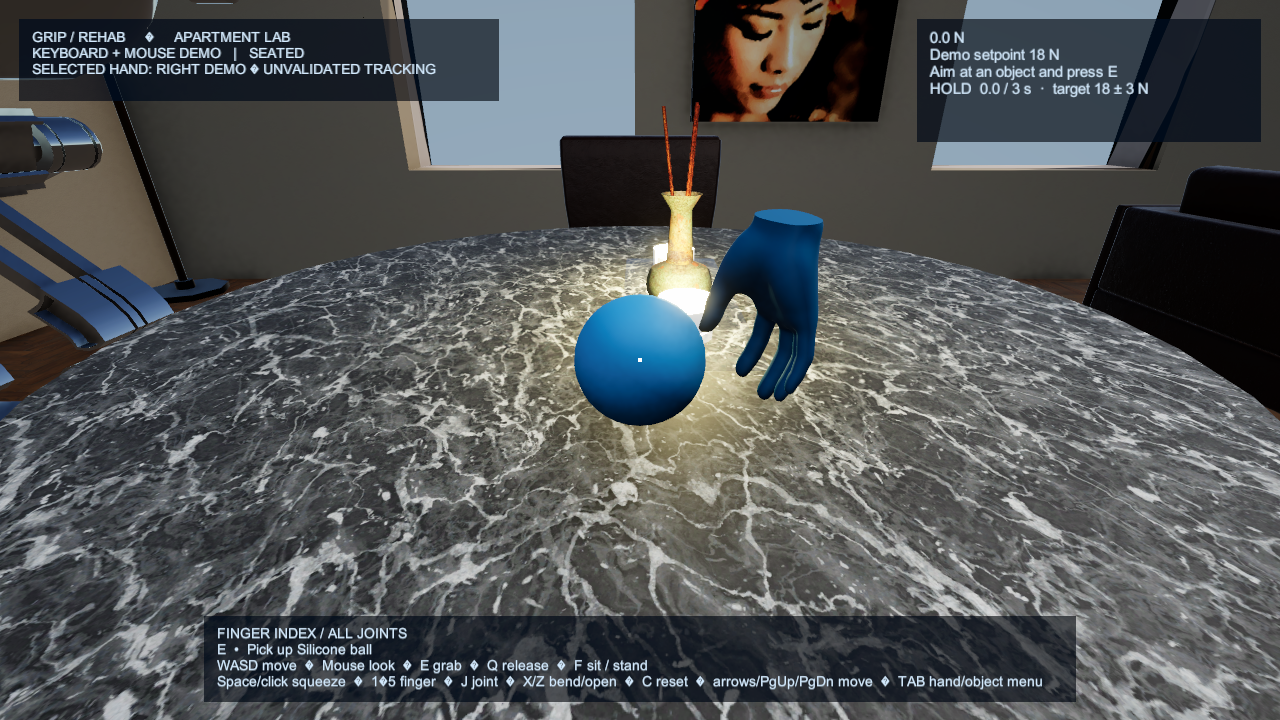 GRIP / REHAB � APARTMENT LAB
KEYBOARD + MOUSE DEMO | SEATED
SELECTED HAND: RIGHT DEMO � UNVALIDATED TRACKING
0.0 N
Demo setpoint 18 N
Aim at an object and press E
HOLD 0.0 / 3 s · target 18 ± 3 N
FINGER INDEX / ALL JOINTS
E • Pick up Silicone ball
WASD move � Mouse look � E grab � Q release � F sit / stand
Space/click squeeze � 1�5 finger � J joint � X/Z bend/open � C reset � arrows/PgUp/PgDn move � TAB hand/object menu